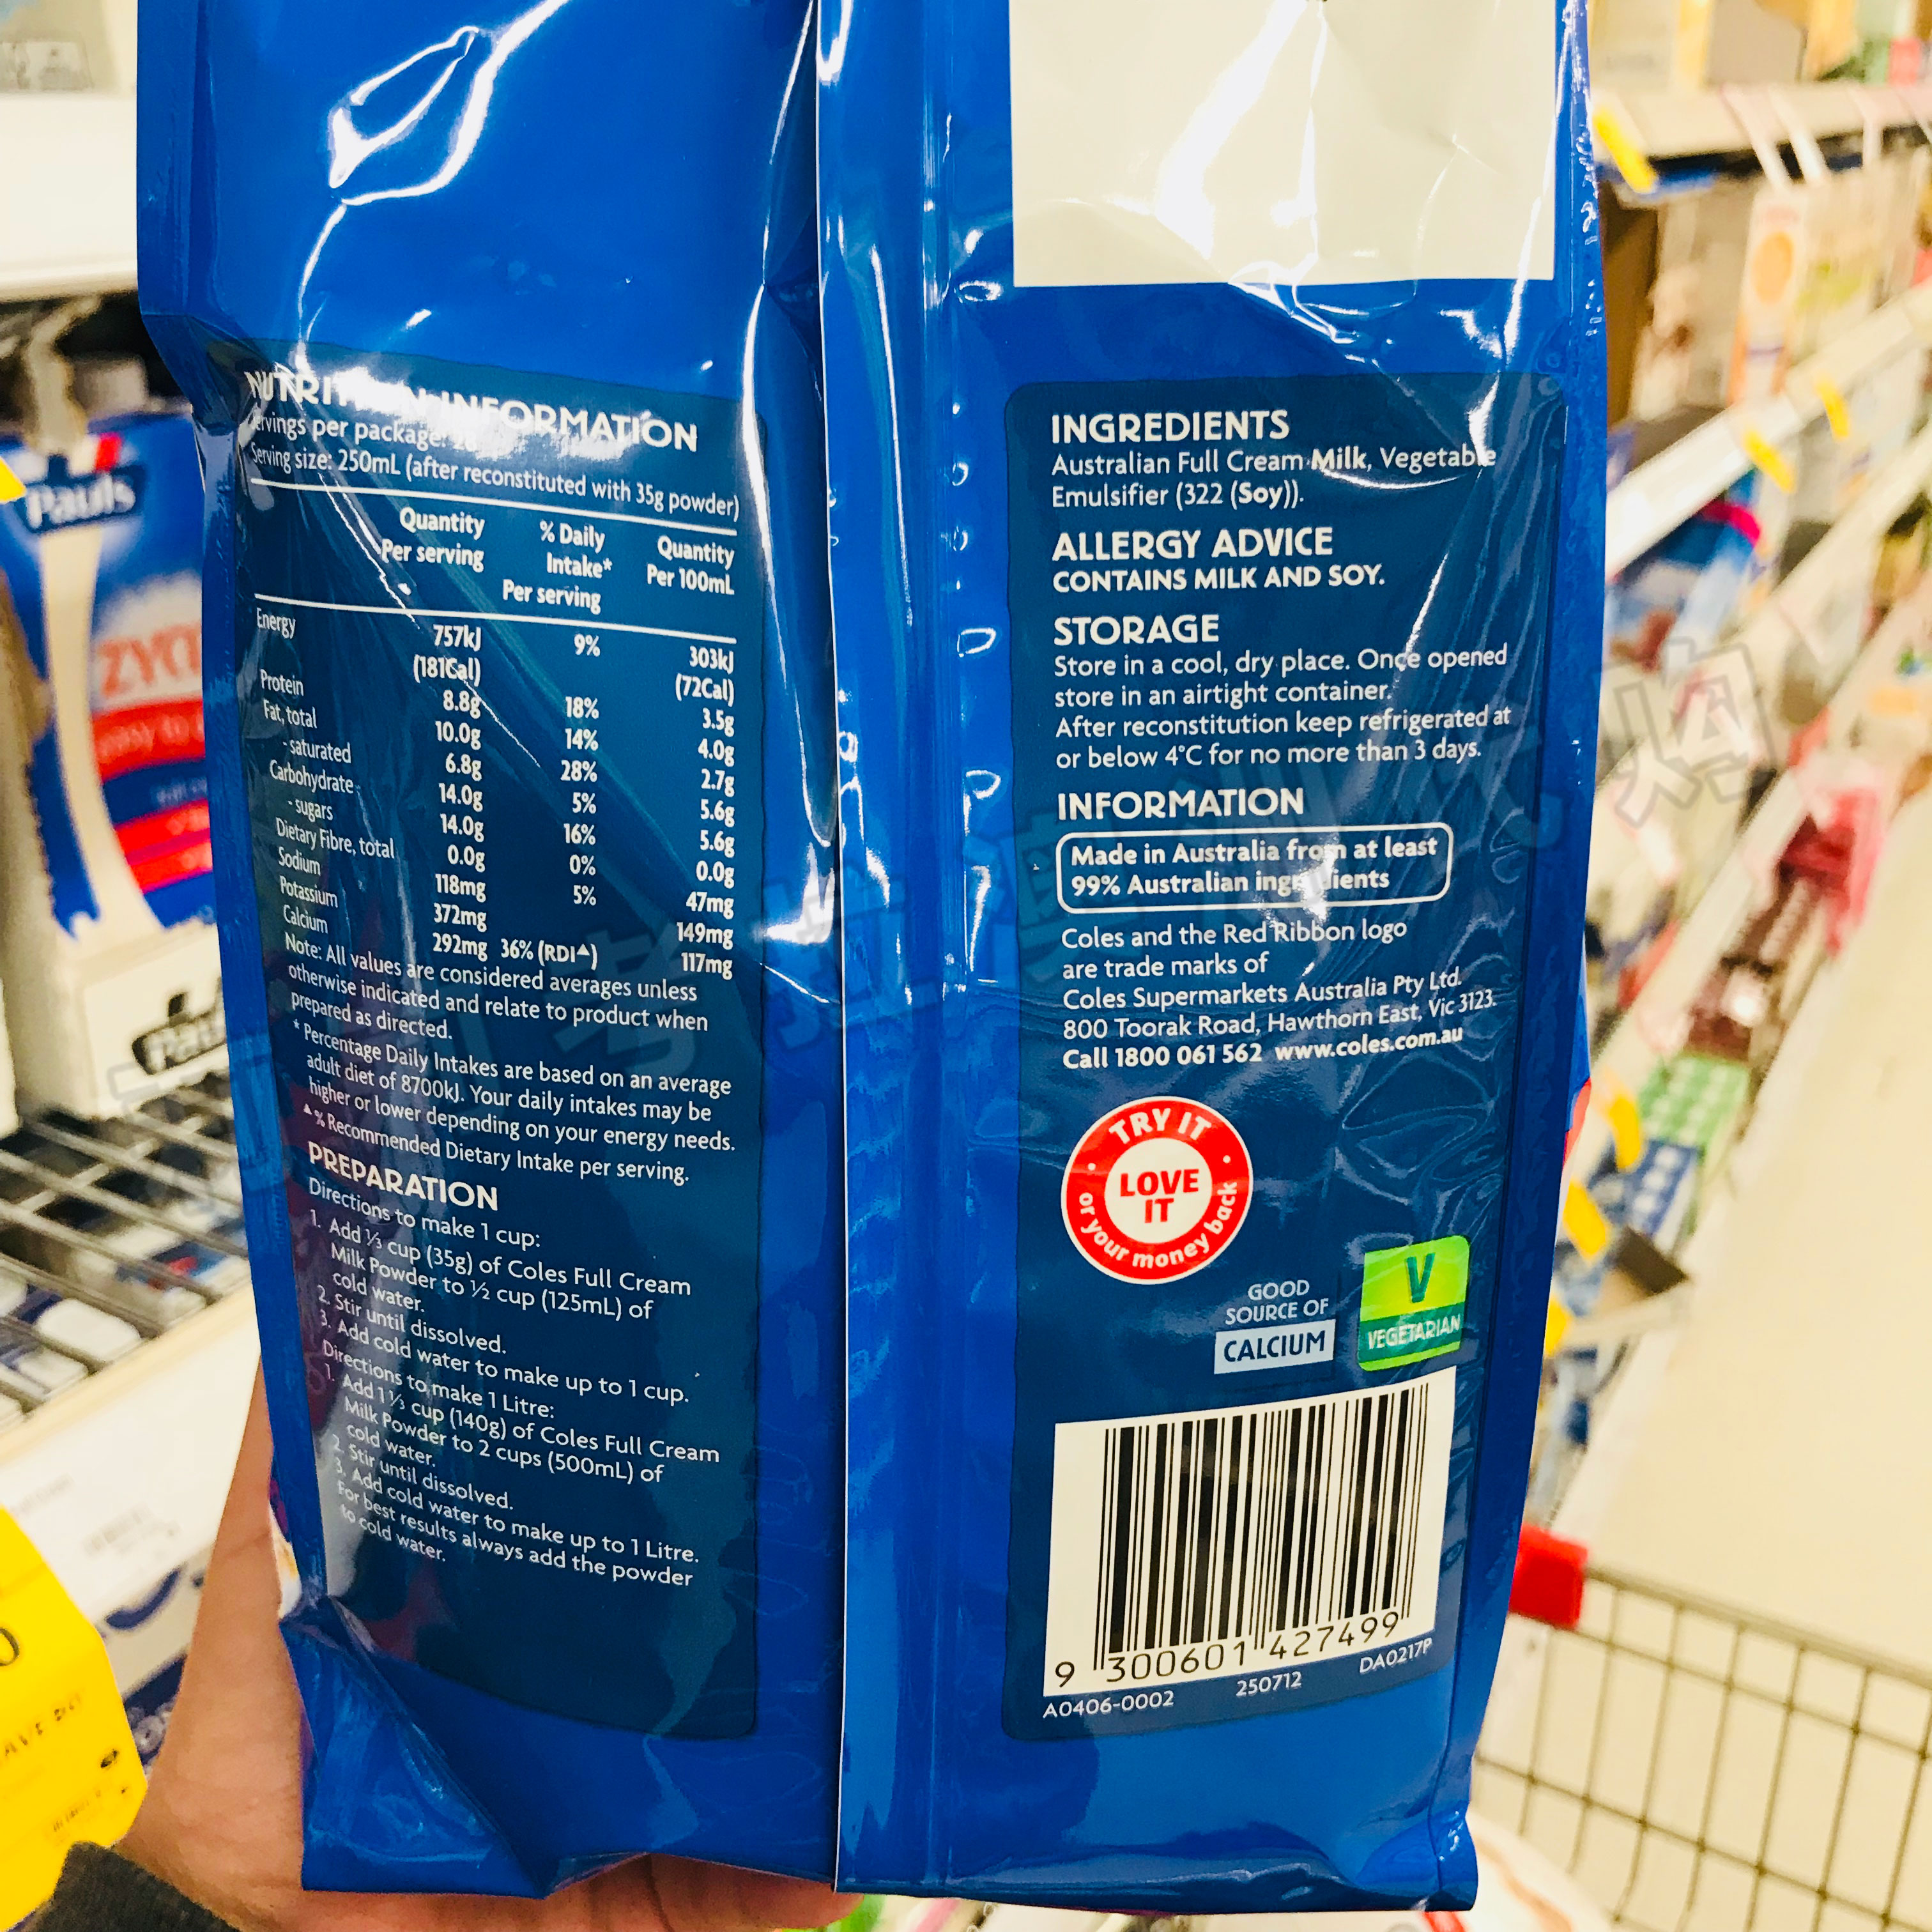 NUTRITION INFORMATION
Servings per package:
Serving size: 250mL (after reconstituted with 35g powder)
Quantity Per serving % Daily Intake* Per serving Quantity Per 100mL
Energy 757kJ 9% 303kJ
(181Cal) (72Cal)
Protein 8.8g 18% 3.5g
Fat, total 10.0g 14% 4.0g
- saturated 6.8g 28% 2.7g
Carbohydrate 14.0g 5% 5.6g
- sugars 14.0g 16% 5.6g
Dietary Fibre, total 0.0g 0% 0.0g
Sodium 118mg 5% 47mg
Potassium 372mg 149mg
Calcium 292mg 36% (RDI▲) 117mg
Note: All values are considered averages unless
otherwise indicated and relate to product when
prepared as directed.
* Percentage Daily Intakes are based on an average
adult diet of 8700kJ. Your daily intakes may be
higher or lower depending on your energy needs.
▲% Recommended Dietary Intake per serving.
PREPARATION
Directions to make 1 cup:
1. Add ⅓ cup (35g) of Coles Full Cream
Milk Powder to ½ cup (125mL) of
cold water.
2. Stir until dissolved.
3. Add cold water to make up to 1 cup.
Directions to make 1 Litre:
1. Add 1 ⅓ cup (140g) of Coles Full Cream
Milk Powder to 2 cups (500mL) of
cold water.
2. Stir until dissolved.
3. Add cold water to make up to 1 Litre.
For best results always add the powder
to cold water.
INGREDIENTS
Australian Full Cream Milk, Vegetable
Emulsifier (322 (Soy)).
ALLERGY ADVICE
CONTAINS MILK AND SOY.
STORAGE
Store in a cool, dry place. Once opened
store in an airtight container.
After reconstitution keep refrigerated at
or below 4°C for no more than 3 days.
INFORMATION
Made in Australia from at least
99% Australian ingredients
Coles and the Red Ribbon logo
are trade marks of
Coles Supermarkets Australia Pty Ltd.
800 Toorak Road, Hawthorn East, Vic 3123.
Call 1800 061 562 www.coles.com.au
TRY IT
LOVE
IT
or your money back
GOOD
SOURCE OF
CALCIUM
V
VEGETARIAN
9 300601 427499
A0406-0002 250712 DA0217P
Pauls
考拉澳洲代购